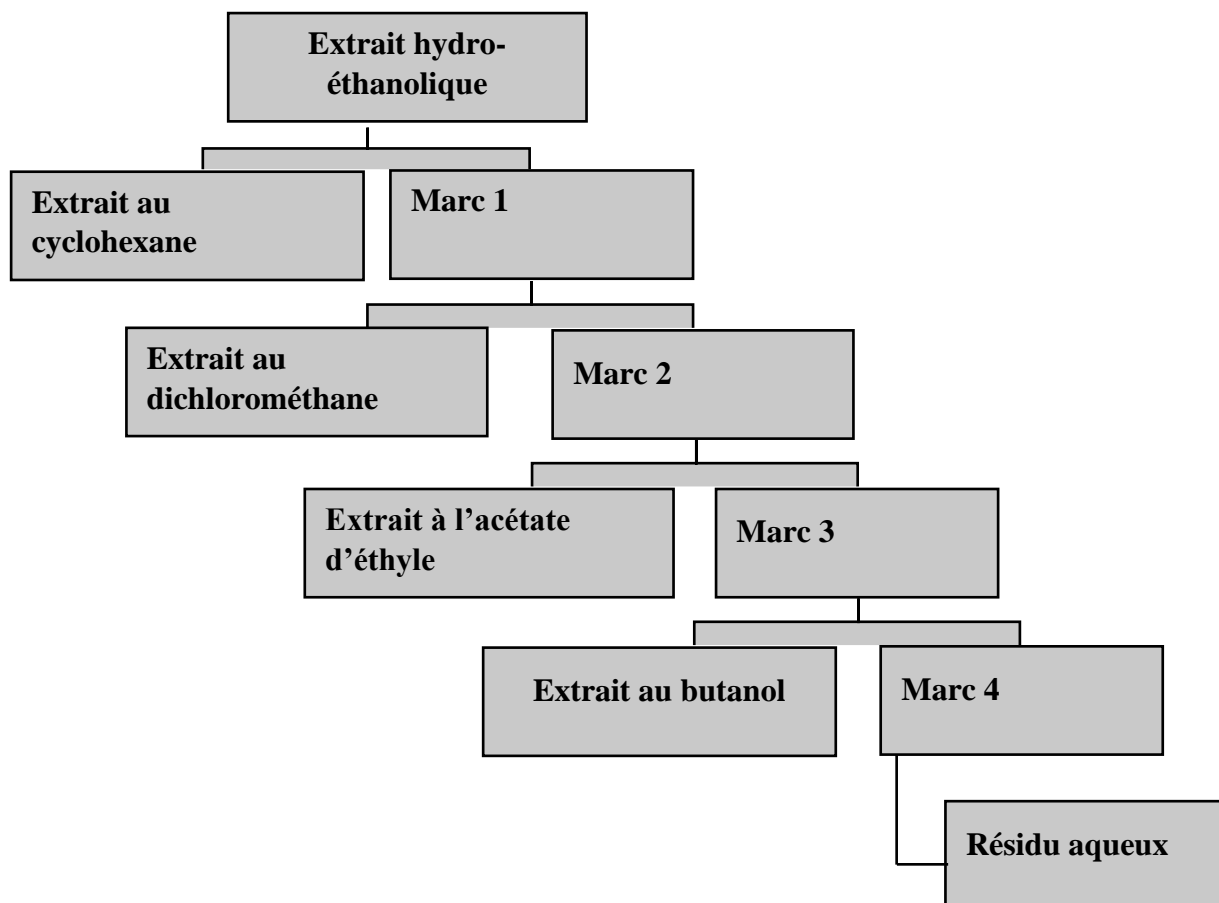 Extrait hydro-
éthanolique
Extrait au
cyclohexane
Marc 1
Extrait au
dichlorométhane
Marc 2
Extrait à l’acétate
d’éthyle
Marc 3
Extrait au butanol
Marc 4
Résidu aqueux